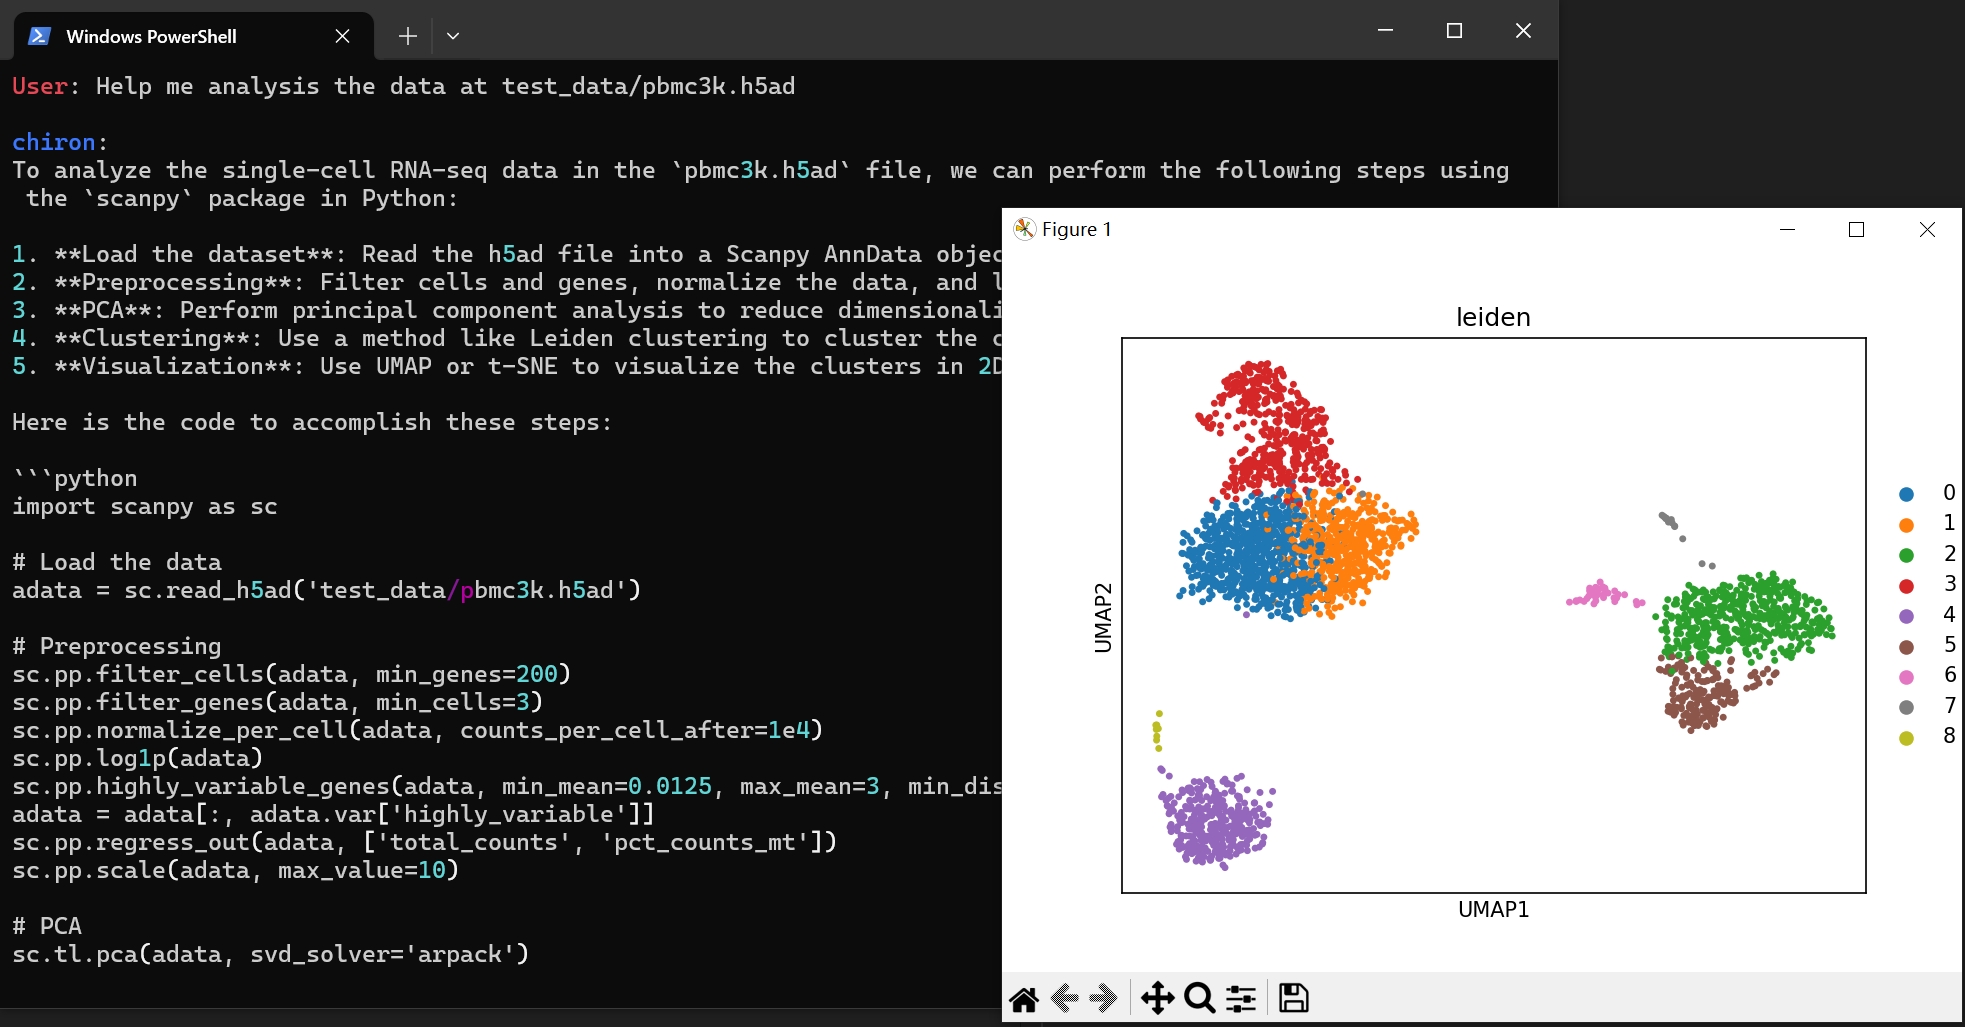 Windows PowerShell
User: Help me analysis the data at test_data/pbmc3k.h5ad
chiron:
To analyze the single-cell RNA-seq data in the `pbmc3k.h5ad` file, we can perform the following steps using
the `scanpy` package in Python:
1. **Load the dataset**: Read the h5ad file into a Scanpy AnnData objec
2. **Preprocessing**: Filter cells and genes, normalize the data, and l
3. **PCA**: Perform principal component analysis to reduce dimensionali
4. **Clustering**: Use a method like Leiden clustering to cluster the c
5. **Visualization**: Use UMAP or t-SNE to visualize the clusters in 2D
Here is the code to accomplish these steps:
```python
import scanpy as sc
# Load the data
adata = sc.read_h5ad('test_data/pbmc3k.h5ad')
# Preprocessing
sc.pp.filter_cells(adata, min_genes=200)
sc.pp.filter_genes(adata, min_cells=3)
sc.pp.normalize_per_cell(adata, counts_per_cell_after=1e4)
sc.pp.log1p(adata)
sc.pp.highly_variable_genes(adata, min_mean=0.0125, max_mean=3, min_dis
adata = adata[:, adata.var['highly_variable']]
sc.pp.regress_out(adata, ['total_counts', 'pct_counts_mt'])
sc.pp.scale(adata, max_value=10)
# PCA
sc.tl.pca(adata, svd_solver='arpack')
Figure 1
leiden
UMAP2
UMAP1
0
1
2
3
4
5
6
7
8